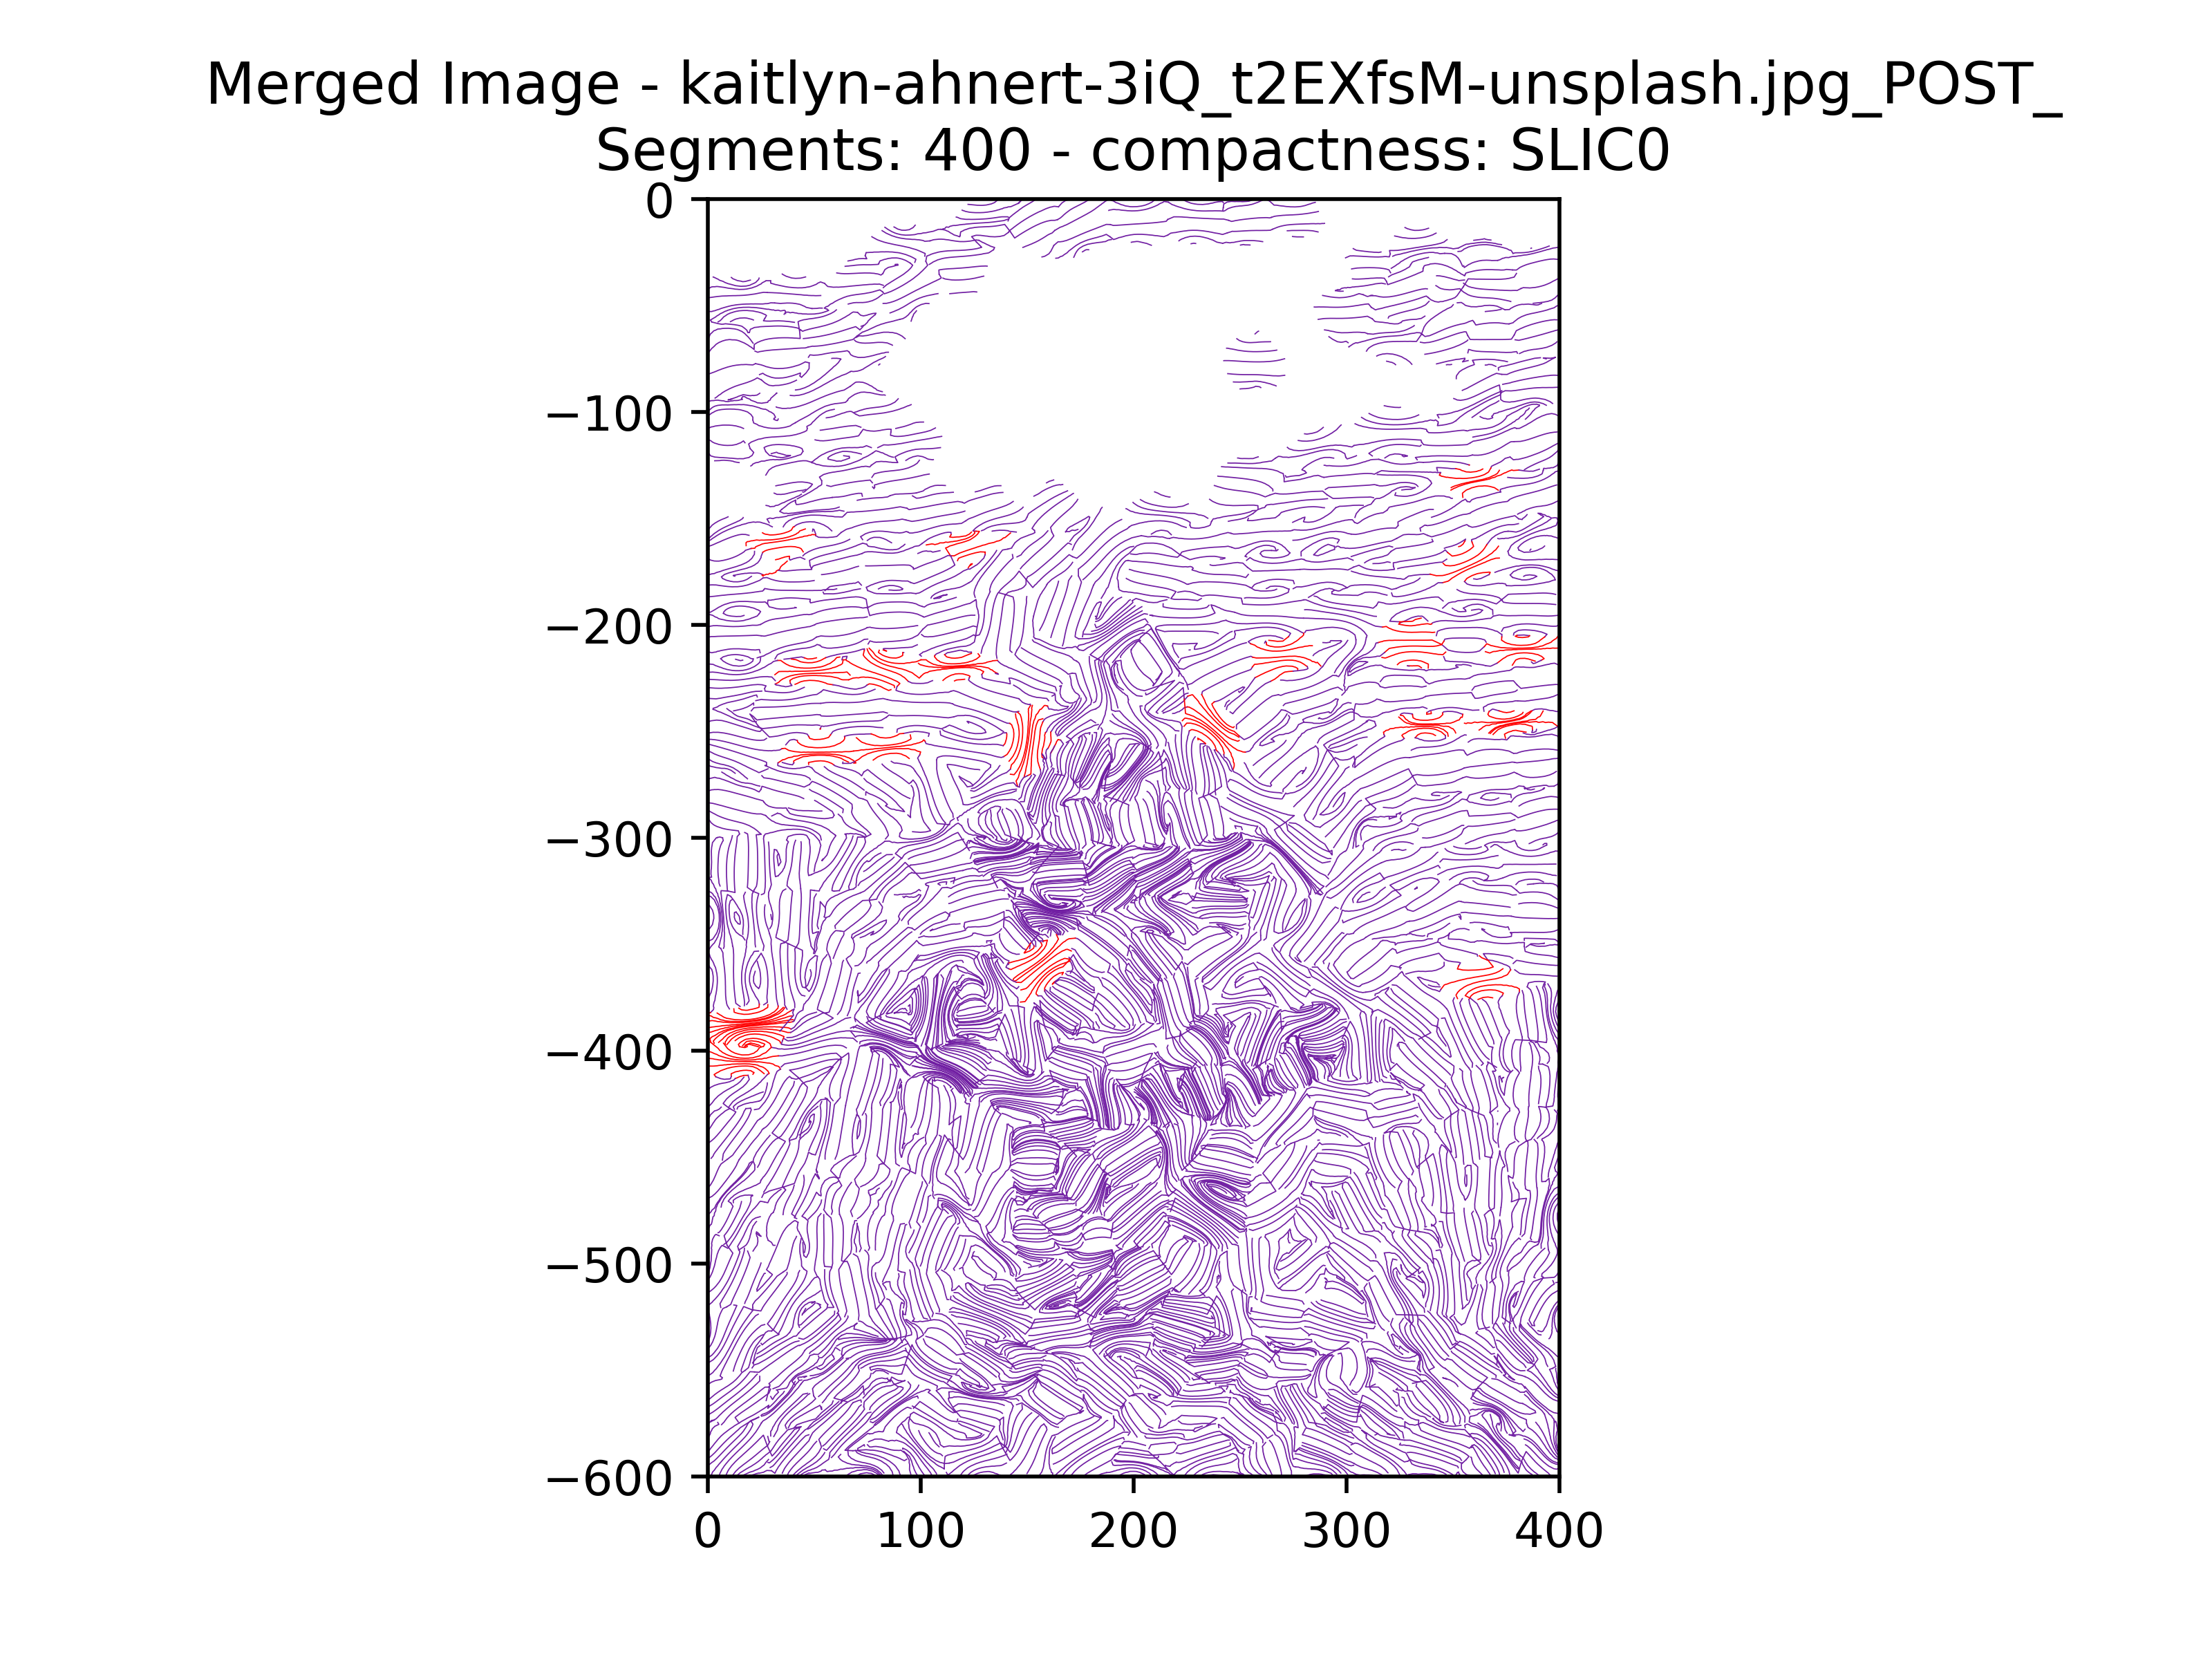 Merged Image - kaitlyn-ahnert-3iQ_t2EXfsM-unsplash.jpg_POST_
Segments: 400 - compactness: SLIC0
0
−100
−200
−300
−400
−500
−600
0 100 200 300 400